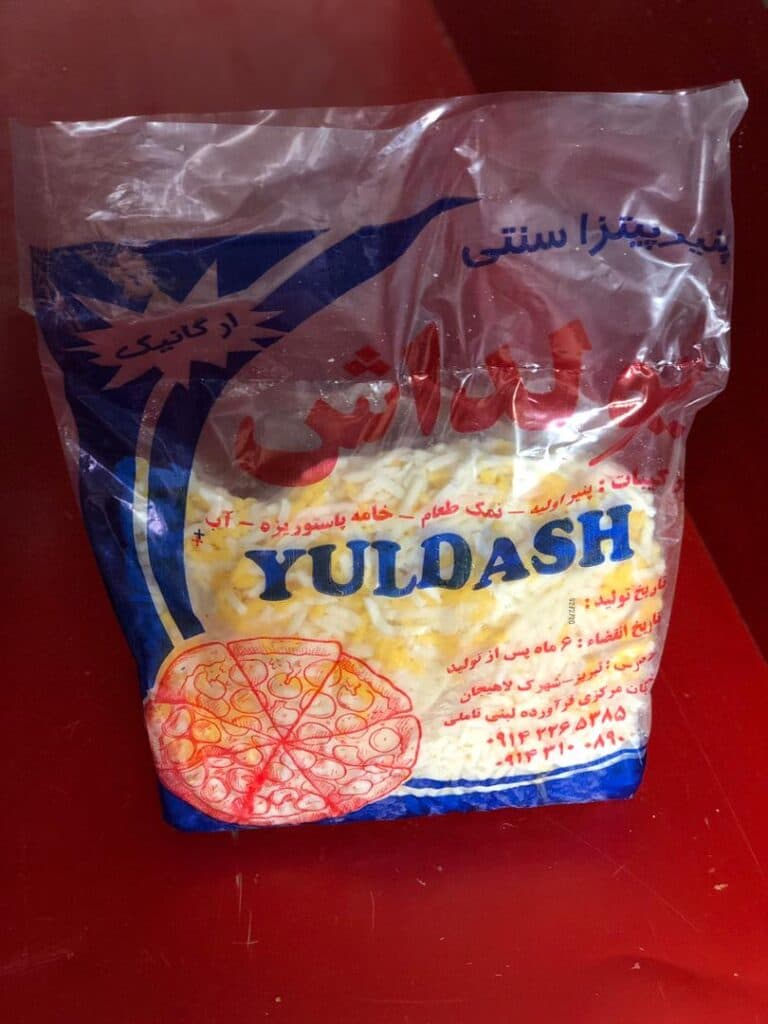 پنیر پیتزا سنتی
ارگانیک
یولداش
ترکیبات : پنیر اولیه – نمک طعام – خامه پاستوریزه – آب
YULDASH
تاریخ تولید :
تاریخ انقضاء : ۶ ماه پس از تولید
تبریز-شهرک لاهیجان
مرکزی فرآورده لبنی تاملی
۰۹۱۴ ۲۲۶ ۵۳۸۵
۰۹۱۴ ۳۱۰ ۰۸۹۰